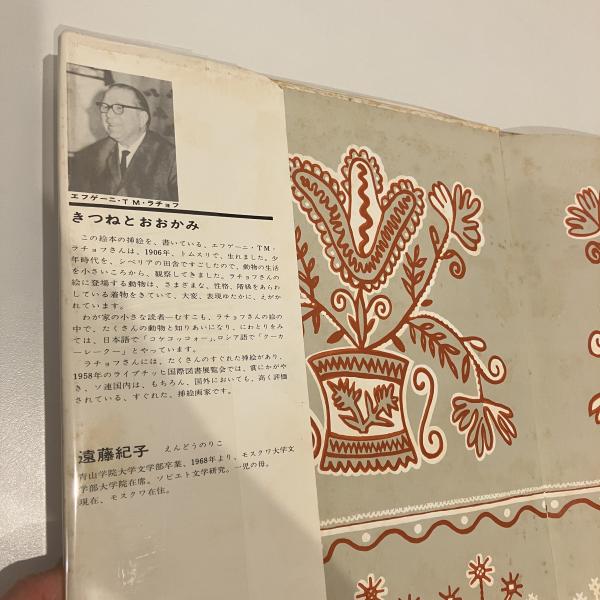 エフゲーニ・TM・ラチョフ
きつねとおおかみ
この絵本の挿絵を、書いている、エフゲーニ・TM・
ラチョフさんは、1906年、トムスリで、生れました。少
年時代を、シベリアの田舎ですごしたので、動物の生活
を小さいころから、観察してきました。ラチョフさんの
絵に登場する動物は、さまざまな、性格、階級をあらわ
している着物をきていて、大変、表現ゆたかに、えがか
れています。
わが家の小さな読者―むすこも、ラチョフさんの絵の
中で、たくさんの動物と知りあいになり、にわとりをみ
ては、日本語で「コケコッコォー」、ロシア語で「クーカ
ーレークー」とやっています。
ラチョフさんには、たくさんのすぐれた挿絵があり、
1958年のライプチッヒ国際図書展覧会では、賞にかがや
き、ソ連国内は、もちろん、国外においても、高く評価
されている、すぐれた、挿絵画家です。
遠藤紀子 えんどうのりこ
青山学院大学文学部卒業、1968年より、モスクワ大学文
学部大学院在席。ソビエト文学研究。一児の母。
現在、モスクワ在住。